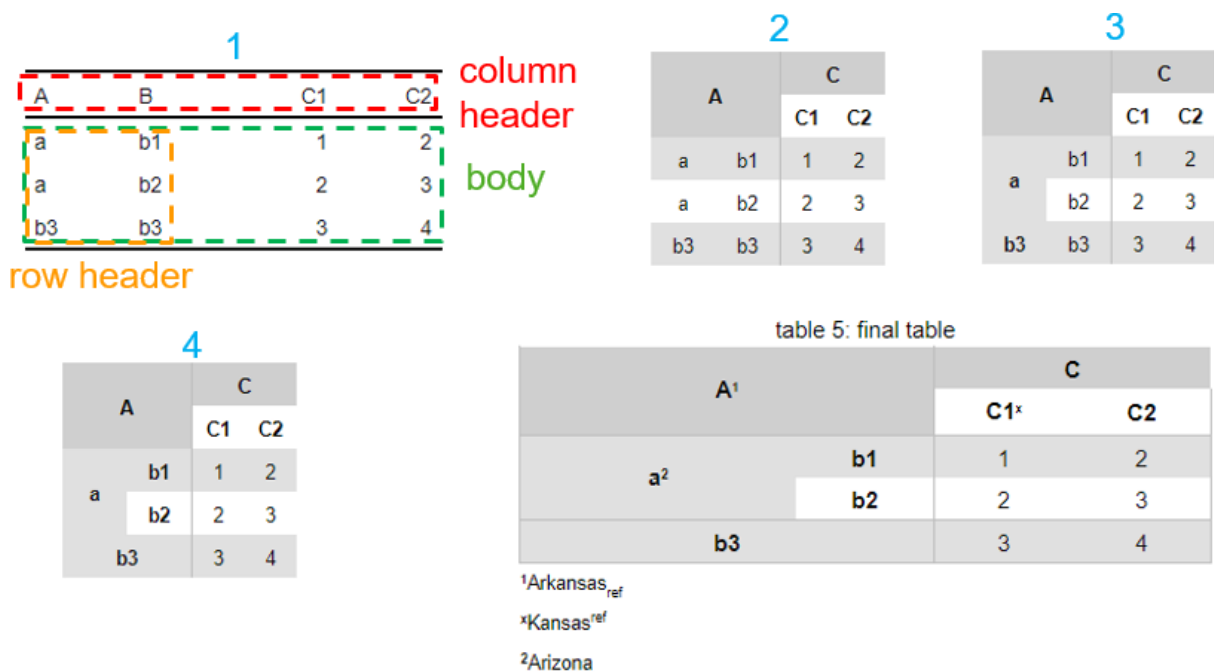 1
column
header
A B C1 C2
a b1 1 2
a b2 2 3
b3 b3 3 4
body
row header
2
C
A
C1 C2
a b1 1 2
a b2 2 3
b3 b3 3 4
3
C
A
C1 C2
b1 1 2
a
b2 2 3
b3 b3 3 4
4
C
A
C1 C2
b1 1 2
a
b2 2 3
b3 3 4
table 5: final table
C
A¹
C1ˣ C2
b1 1 2
a²
b2 2 3
b3 3 4
¹Arkansas_ref
ˣKansas^ref
²Arizona